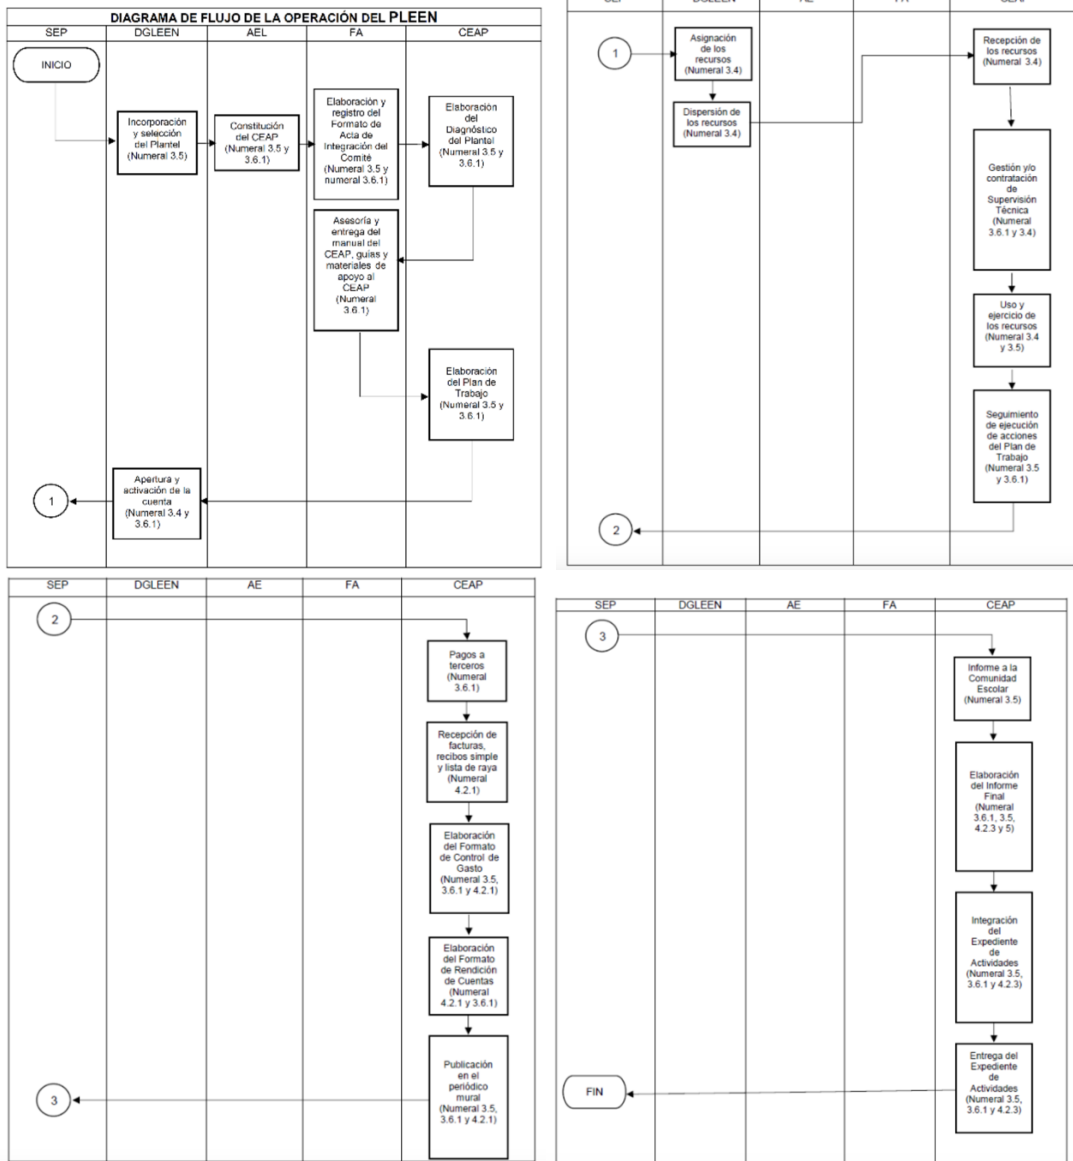 DIAGRAMA DE FLUJO DE LA OPERACIÓN DEL PLEEN
SEP DGLEEN AEL FA CEAP
INICIO
Incorporación
y selección
del Plantel
(Numeral 3.5)
Constitución
del CEAP
(Numeral 3.5 y
3.6.1)
Elaboración y
registro del
Formato de
Acta de
Integración del
Comité
(Numeral 3.5 y
numeral 3.6.1)
Elaboración
del
Diagnóstico
del Plantel
(Numeral 3.5 y
3.6.1)
Asesoría y
entrega del
manual del
CEAP, guías y
materiales de
apoyo al
CEAP
(Numeral
3.6.1)
Elaboración
del Plan de
Trabajo
(Numeral 3.5 y
3.6.1)
Apertura y
activación de la
cuenta
(Numeral 3.4 y
3.6.1)
1
SEP DGLEEN AE FA CEAP
1
Asignación
de los
recursos
(Numeral 3.4)
Dispersión de
los recursos
(Numeral 3.4)
Recepción de
los recursos
(Numeral 3.4)
Gestión y/o
contratación
de
Supervisión
Técnica
(Numeral
3.6.1 y 3.4)
Uso y
ejercicio de
los recursos
(Numeral 3.4
y 3.5)
Seguimiento
de ejecución
de acciones
del Plan de
Trabajo
(Numeral 3.5
y 3.6.1)
2
SEP DGLEEN AE FA CEAP
2
Pagos a
terceros
(Numeral
3.6.1)
Recepción de
facturas,
recibos simple
y lista de raya
(Numeral
4.2.1)
Elaboración
del Formato
de Control de
Gasto
(Numeral 3.5,
3.6.1 y 4.2.1)
Elaboración
del Formato
de Rendición
de Cuentas
(Numeral
4.2.1 y 3.6.1)
Publicación
en el
periódico
mural
(Numeral 3.5,
3.6.1 y 4.2.1)
3
SEP DGLEEN AE FA CEAP
3
Informe a la
Comunidad
Escolar
(Numeral 3.5)
Elaboración
del Informe
Final
(Numeral
3.6.1, 3.5,
4.2.3 y 5)
Integración
del
Expediente
de
Actividades
(Numeral 3.5,
3.6.1 y 4.2.3)
Entrega del
Expediente
de
Actividades
(Numeral 3.5,
3.6.1 y 4.2.3)
FIN